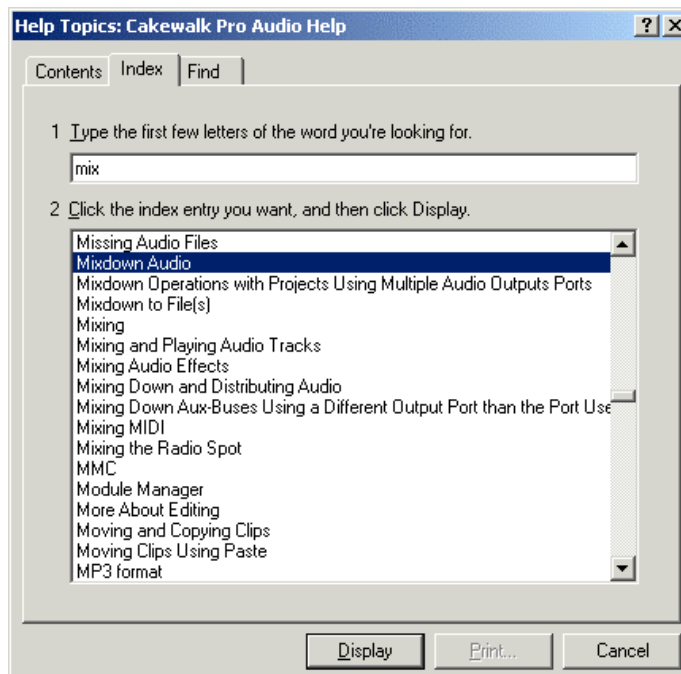 Help Topics: Cakewalk Pro Audio Help
Contents Index Find
1 Type the first few letters of the word you're looking for.
mix
2 Click the index entry you want, and then click Display.
Missing Audio Files
Mixdown Audio
Mixdown Operations with Projects Using Multiple Audio Outputs Ports
Mixdown to File(s)
Mixing
Mixing and Playing Audio Tracks
Mixing Audio Effects
Mixing Down and Distributing Audio
Mixing Down Aux-Buses Using a Different Output Port than the Port Use
Mixing MIDI
Mixing the Radio Spot
MMC
Module Manager
More About Editing
Moving and Copying Clips
Moving Clips Using Paste
MP3 format
Display Print... Cancel